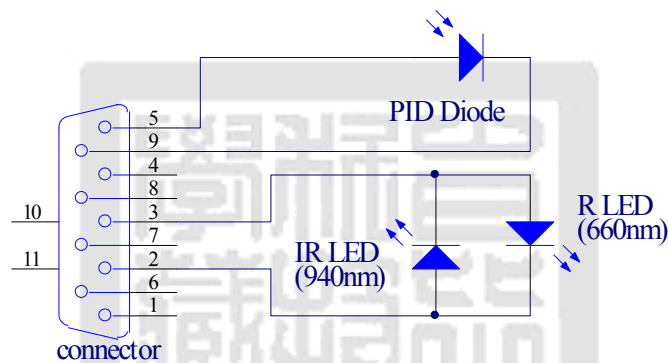 PID Diode
5
9
4
8
3
7
2
6
1
10
11
IR LED
(940nm)
R LED
(660nm)
connector